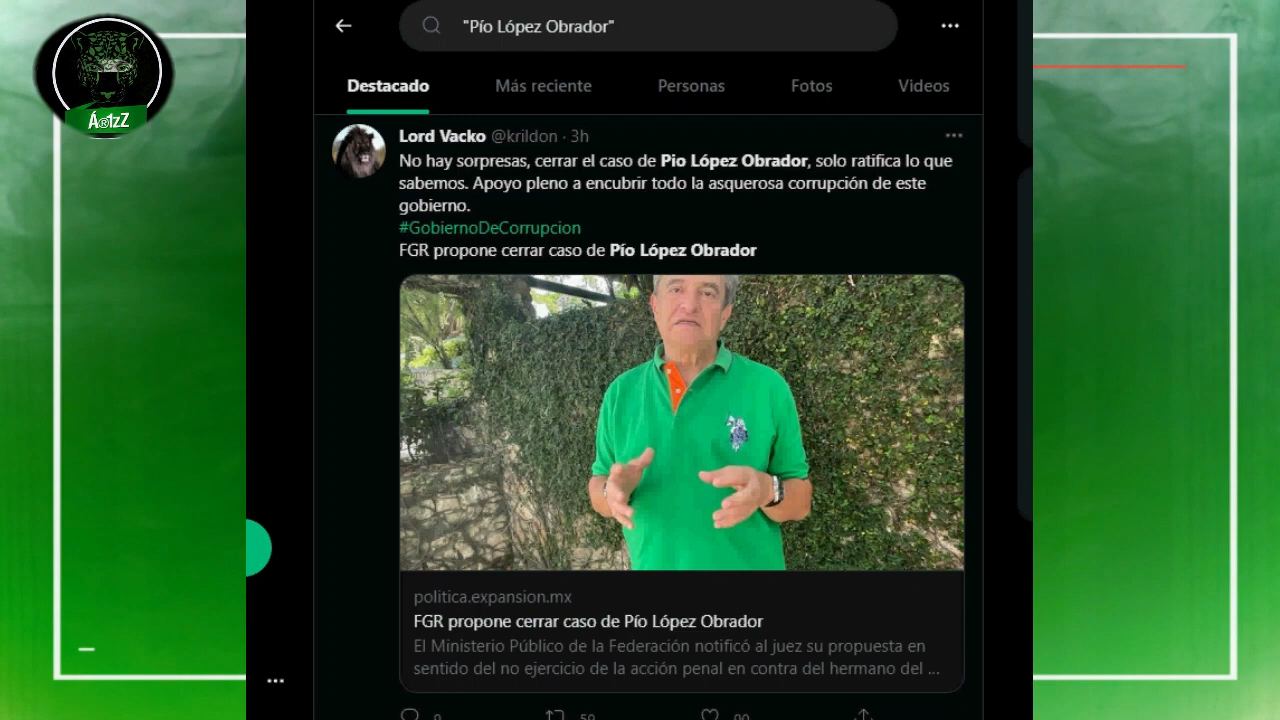 Á®1zZ
"Pío López Obrador"
Destacado Más reciente Personas Fotos Videos
Lord Vacko @krildon · 3h
No hay sorpresas, cerrar el caso de Pio López Obrador, solo ratifica lo que
sabemos. Apoyo pleno a encubrir todo la asquerosa corrupción de este
gobierno.
#GobiernoDeCorrupcion
FGR propone cerrar caso de Pío López Obrador
politica.expansion.mx
FGR propone cerrar caso de Pío López Obrador
El Ministerio Público de la Federación notificó al juez su propuesta en
sentido del no ejercicio de la acción penal en contra del hermano del ...